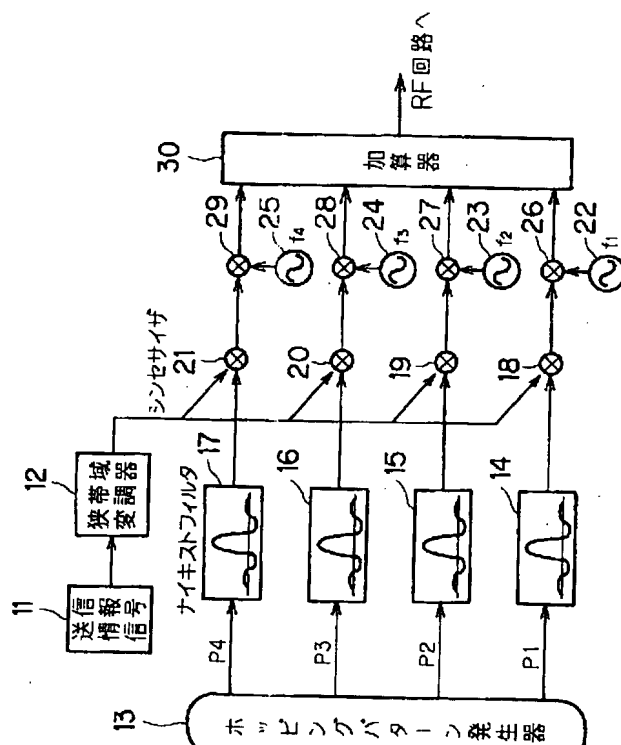 11
送信
情報
信号
12
狭帯域
変調器
シンセサイザ
ナイキストフィルタ
13
ホッピングパターン発生器
P4
P3
P2
P1
17
16
15
14
21
20
19
18
29
28
27
26
25
24
23
22
f4
f3
f2
f1
30
加算器
RF回路へ